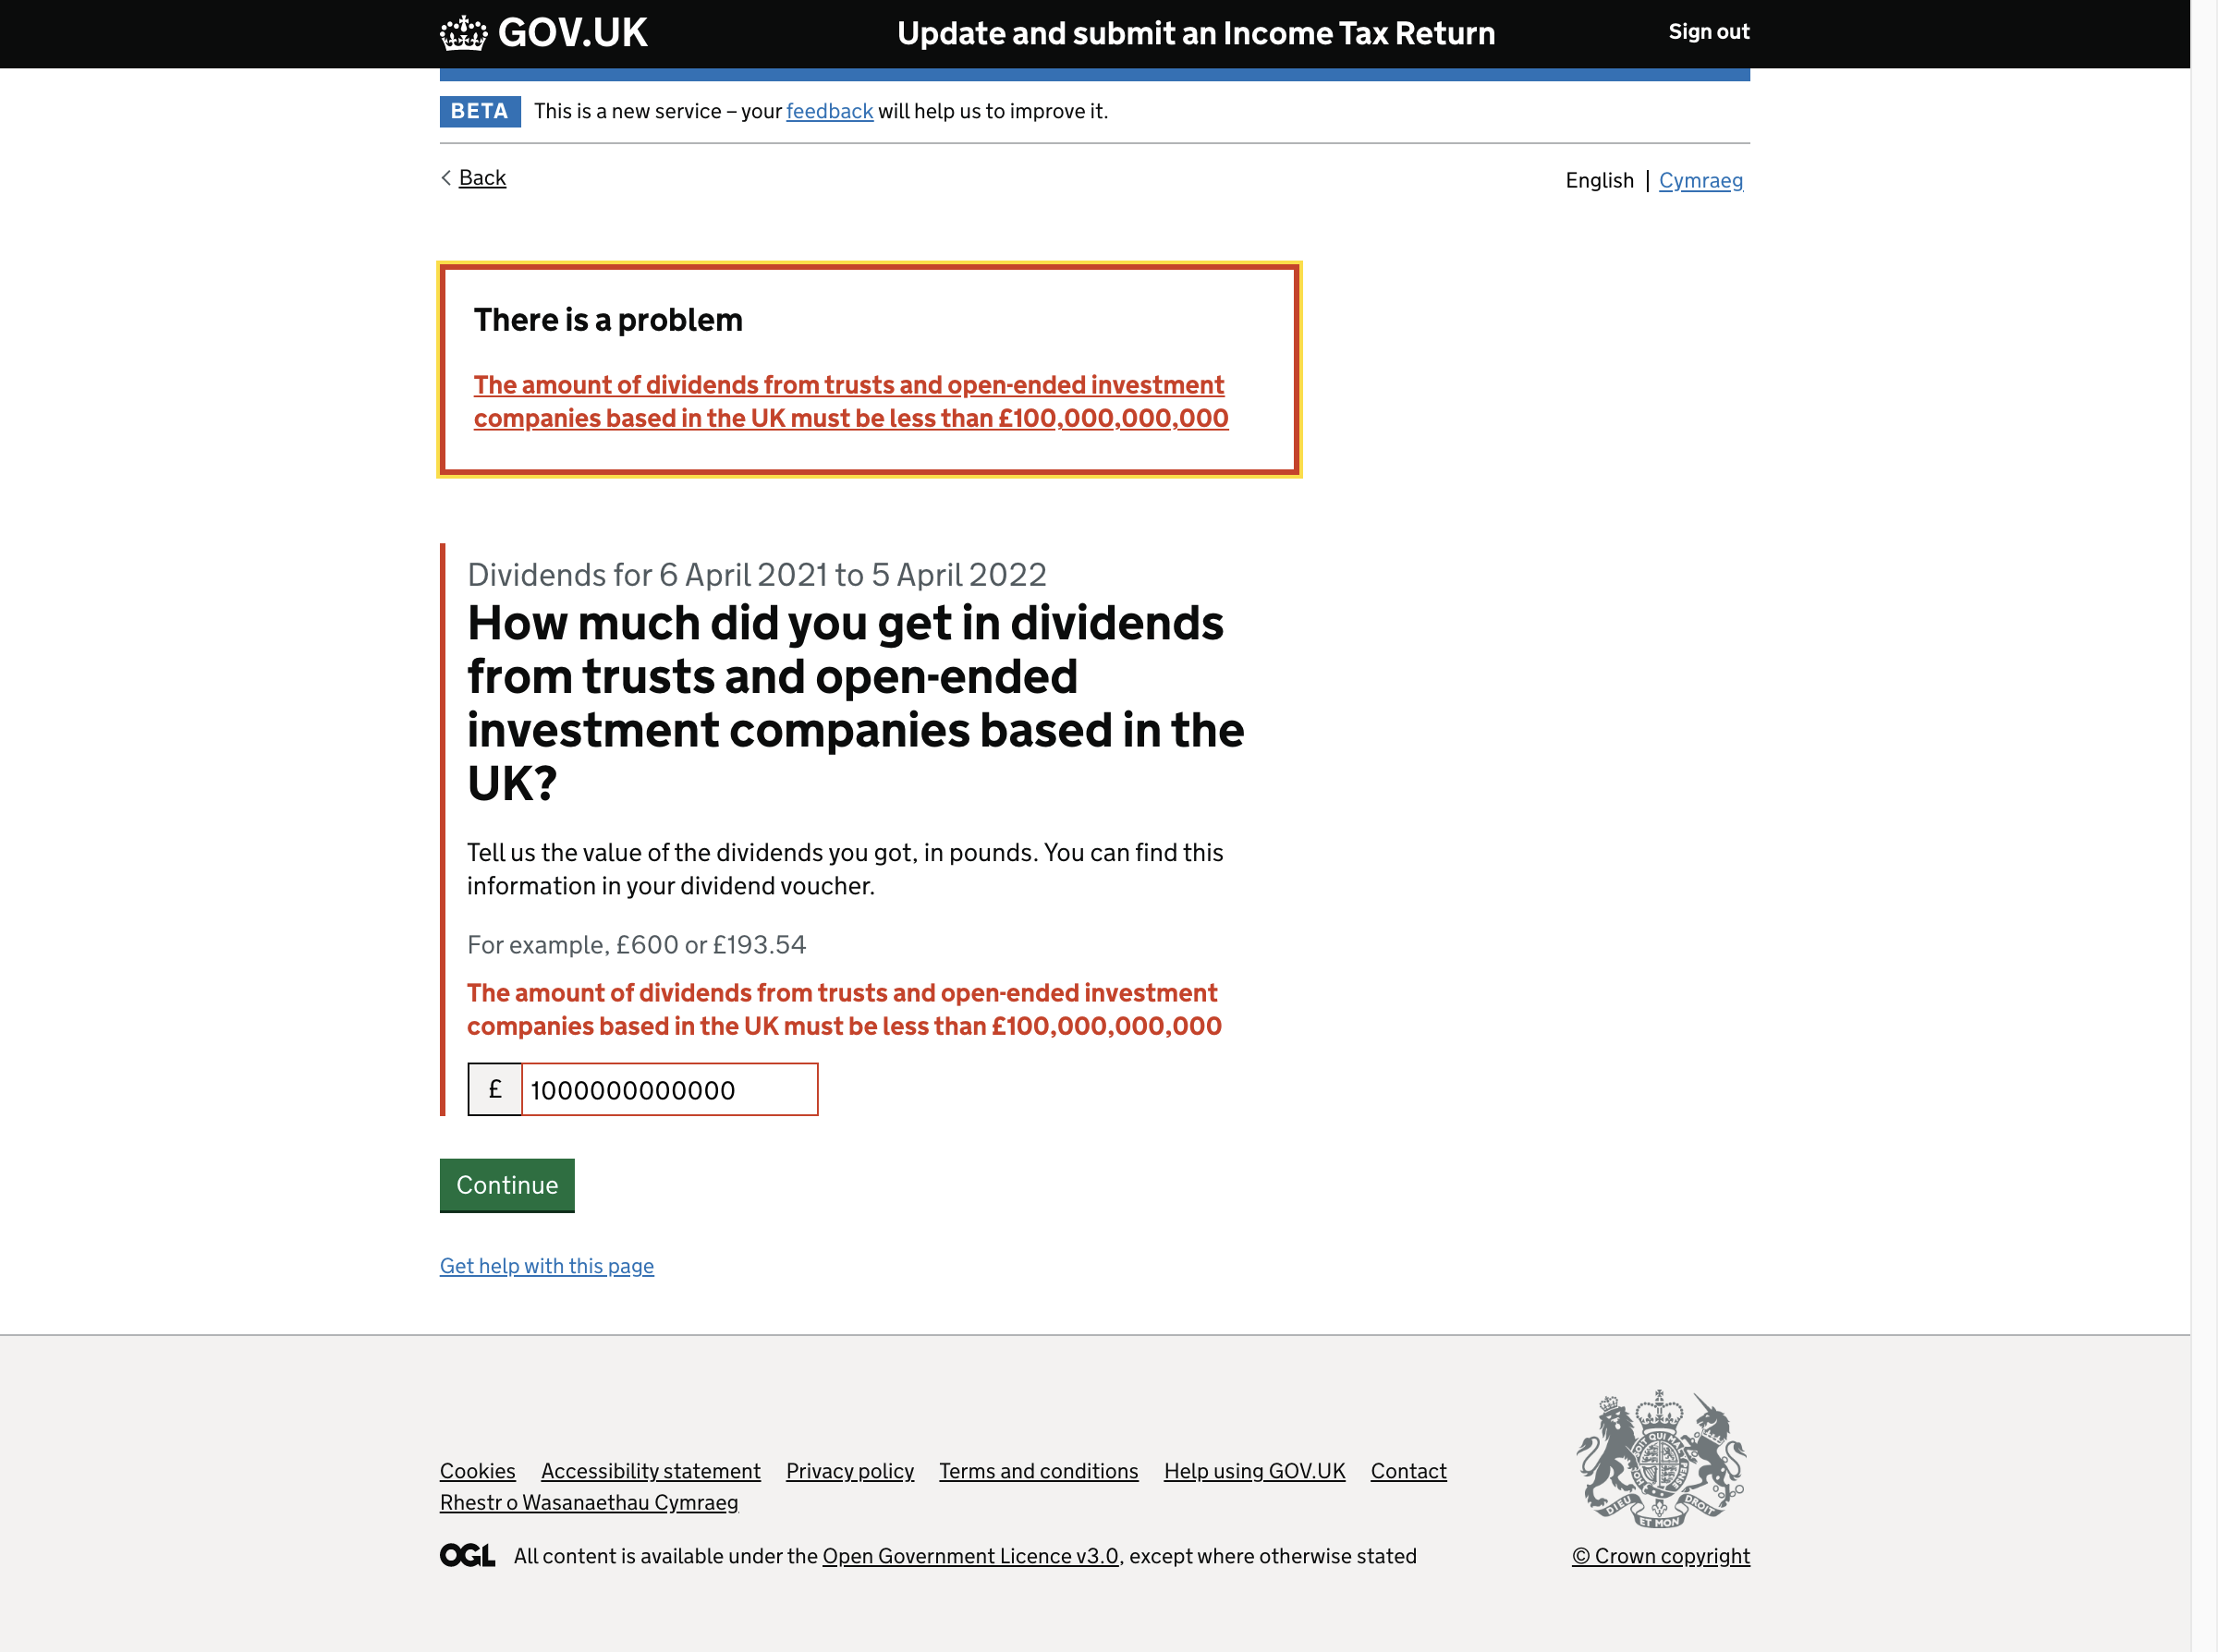 GOV.UK
Update and submit an Income Tax Return
Sign out
BETA
This is a new service – your feedback will help us to improve it.
Back
English | Cymraeg
There is a problem
The amount of dividends from trusts and open-ended investment
companies based in the UK must be less than £100,000,000,000
Dividends for 6 April 2021 to 5 April 2022
How much did you get in dividends
from trusts and open-ended
investment companies based in the
UK?
Tell us the value of the dividends you got, in pounds. You can find this
information in your dividend voucher.
For example, £600 or £193.54
The amount of dividends from trusts and open-ended investment
companies based in the UK must be less than £100,000,000,000
£ 1000000000000
Continue
Get help with this page
Cookies Accessibility statement Privacy policy Terms and conditions Help using GOV.UK Contact
Rhestr o Wasanaethau Cymraeg
OGL All content is available under the Open Government Licence v3.0, except where otherwise stated
DIEU ET MON DROIT
© Crown copyright